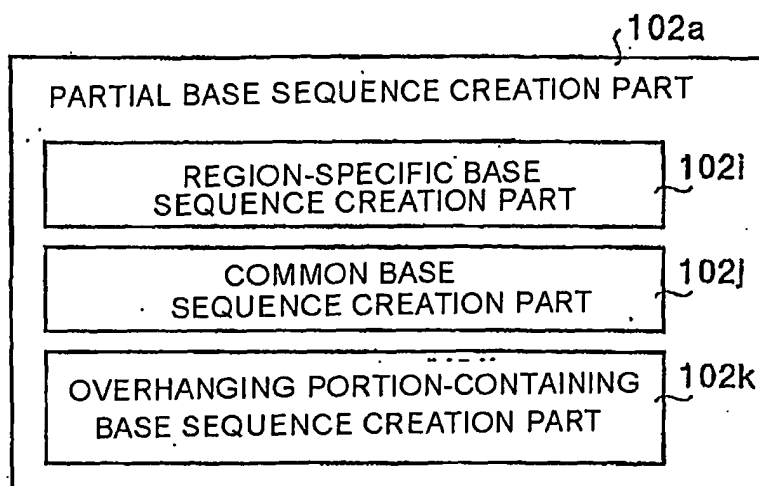 102a
PARTIAL BASE SEQUENCE CREATION PART
REGION-SPECIFIC BASE
SEQUENCE CREATION PART
102i
COMMON BASE
SEQUENCE CREATION PART
102j
OVERHANGING PORTION-CONTAINING
BASE SEQUENCE CREATION PART
102k